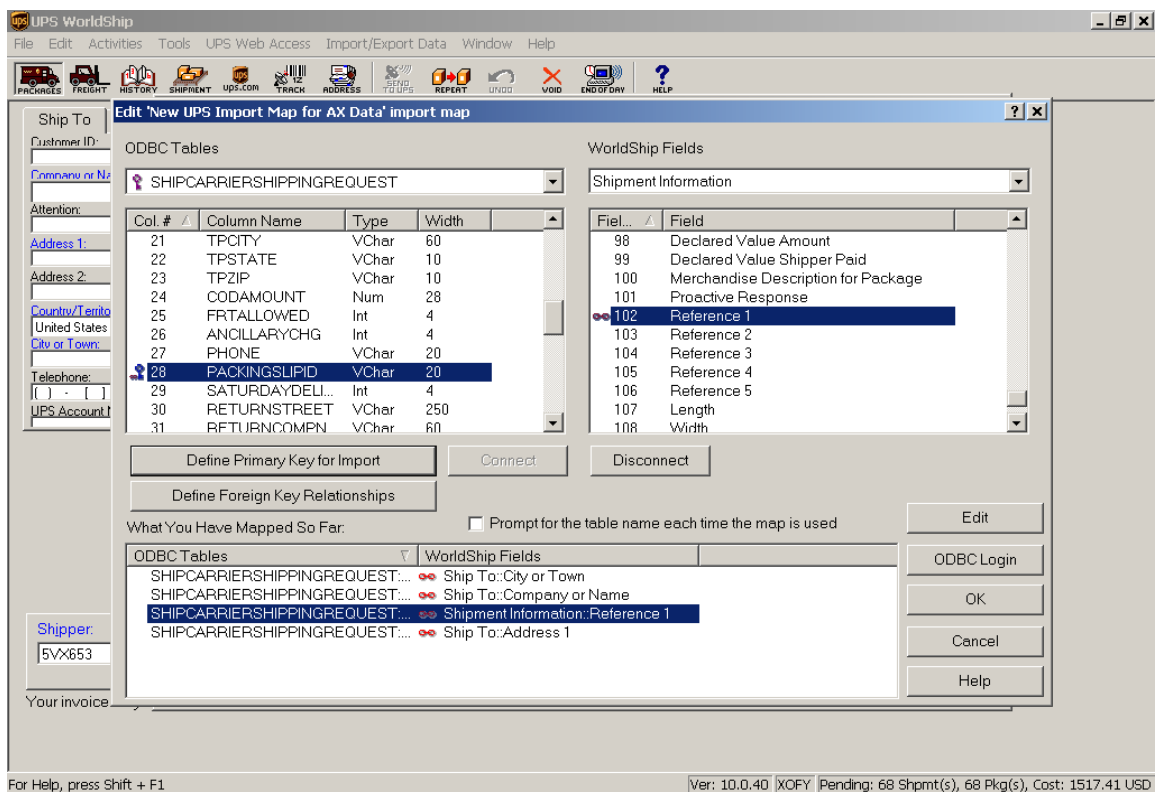 UPS WorldShip
File Edit Activities Tools UPS Web Access Import/Export Data Window Help
PACKAGES FREIGHT HISTORY SHIPMENT ups.com TRACK ADDRESS SEND TO UPS REPEAT UNDO VOID END OF DAY HELP
Edit 'New UPS Import Map for AX Data' import map
Ship To
Customer ID:
Company or Na
Attention:
Address 1:
Address 2:
Country/Territo
United States
City or Town:
Telephone:
( ) - [ ]
UPS Account
Shipper:
5VX653
Your invoice
ODBC Tables
SHIPCARRIERSHIPPINGREQUEST
Col. # Column Name Type Width
21 TPCITY VChar 60
22 TPSTATE VChar 10
23 TPZIP VChar 10
24 CODAMOUNT Num 28
25 FRTALLOWED Int 4
26 ANCILLARYCHG Int 4
27 PHONE VChar 20
28 PACKINGSLIPID VChar 20
29 SATURDAYDELI... Int 4
30 RETURNSTREET VChar 250
31 RETURNCOMPN VChar 60
WorldShip Fields
Shipment Information
Fiel... Field
98 Declared Value Amount
99 Declared Value Shipper Paid
100 Merchandise Description for Package
101 Proactive Response
102 Reference 1
103 Reference 2
104 Reference 3
105 Reference 4
106 Reference 5
107 Length
108 Width
Define Primary Key for Import Connect Disconnect
Define Foreign Key Relationships
What You Have Mapped So Far: Prompt for the table name each time the map is used
ODBC Tables WorldShip Fields
SHIPCARRIERSHIPPINGREQUEST:... Ship To::City or Town
SHIPCARRIERSHIPPINGREQUEST:... Ship To::Company or Name
SHIPCARRIERSHIPPINGREQUEST:... Shipment Information::Reference 1
SHIPCARRIERSHIPPINGREQUEST:... Ship To::Address 1
Edit
ODBC Login
OK
Cancel
Help
For Help, press Shift + F1 Ver: 10.0.40 XOFY Pending: 68 Shpmt(s), 68 Pkg(s), Cost: 1517.41 USD